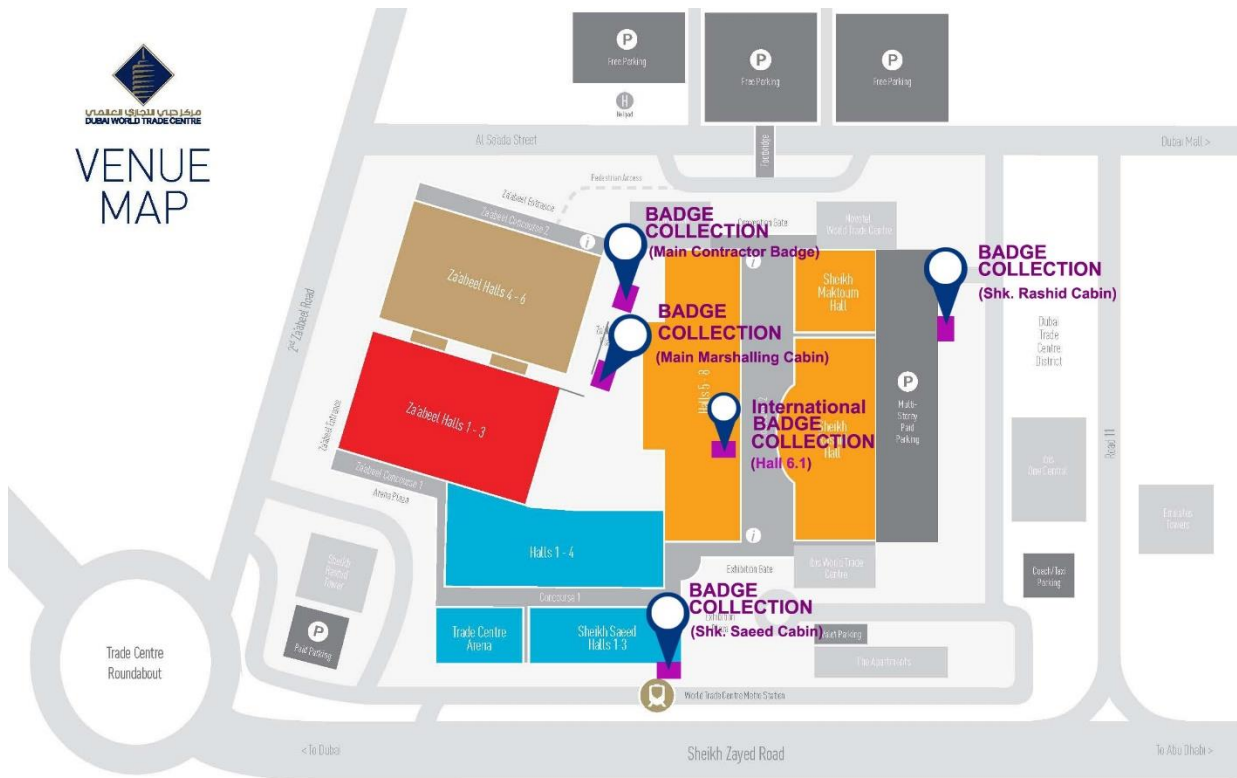 مركز دبي التجاري العالمي
DUBAI WORLD TRADE CENTRE
VENUE
MAP
P
Free Parking
P
Free Parking
P
Free Parking
H
Helipad
Al Sa'ada Street
Dubai Mall >
Footbridge
Pedestrian Access
Za'abeel Entrance
Za'abeel Concourse 2
BADGE
COLLECTION
(Main Contractor Badge)
Convention Gate
Novotel
World Trade Centre
BADGE
COLLECTION
(Shk. Rashid Cabin)
Za'abeel Halls 4 - 6
Sheikh
Maktoum
Hall
2nd Za'abeel Road
BADGE
COLLECTION
(Main Marshalling Cabin)
Dubai
Trade
Centre
District
Halls 5 - 8
P
Multi-
Storey
Paid
Parking
Za'abeel Halls 1 - 3
International
BADGE
COLLECTION
(Hall 6.1)
Sheikh
Hall
Za'abeel Entrance
Za'abeel Concourse 1
Arena Plaza
Road 11
Ibis
One Central
Emirates
Towers
Halls 1 - 4
Exhibition Gate
Ibis World Trade
Centre
Sheikh
Rashid
Tower
Coach/Taxi
Parking
Concourse 1
BADGE
COLLECTION
(Shk. Saeed Cabin)
Trade Centre
Arena
Sheikh Saeed
Halls 1-3
P
Paid Parking
The Apartments
Trade Centre
Roundabout
World Trade Centre Metro Station
< To Dubai
Sheikh Zayed Road
To Abu Dhabi >